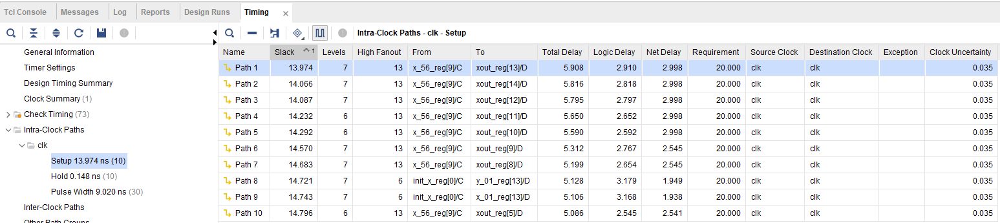 Tcl Console Messages Log Reports Design Runs Timing
Intra-Clock Paths - clk - Setup
General Information
Timer Settings
Design Timing Summary
Clock Summary (1)
Check Timing (73)
Intra-Clock Paths
clk
Setup 13.974 ns (10)
Hold 0.148 ns (10)
Pulse Width 9.020 ns (30)
Inter-Clock Paths
Other Path Groups
Name Slack 1 Levels High Fanout From To Total Delay Logic Delay Net Delay Requirement Source Clock Destination Clock Exception Clock Uncertainty
Path 1 13.974 7 13 x_56_reg[9]/C xout_reg[13]/D 5.908 2.910 2.998 20.000 clk clk 0.035
Path 2 14.066 7 13 x_56_reg[9]/C xout_reg[14]/D 5.816 2.818 2.998 20.000 clk clk 0.035
Path 3 14.087 7 13 x_56_reg[9]/C xout_reg[12]/D 5.795 2.797 2.998 20.000 clk clk 0.035
Path 4 14.232 6 13 x_56_reg[9]/C xout_reg[11]/D 5.650 2.652 2.998 20.000 clk clk 0.035
Path 5 14.292 6 13 x_56_reg[9]/C xout_reg[10]/D 5.590 2.592 2.998 20.000 clk clk 0.035
Path 6 14.570 7 13 x_56_reg[9]/C xout_reg[9]/D 5.312 2.767 2.545 20.000 clk clk 0.035
Path 7 14.683 7 13 x_56_reg[9]/C xout_reg[8]/D 5.199 2.654 2.545 20.000 clk clk 0.035
Path 8 14.721 7 6 init_x_reg[0]/C y_01_reg[13]/D 5.128 3.179 1.949 20.000 clk clk 0.035
Path 9 14.743 7 6 init_x_reg[0]/C x_01_reg[13]/D 5.106 3.168 1.938 20.000 clk clk 0.035
Path 10 14.796 6 13 x_56_reg[9]/C xout_reg[5]/D 5.086 2.545 2.541 20.000 clk clk 0.035